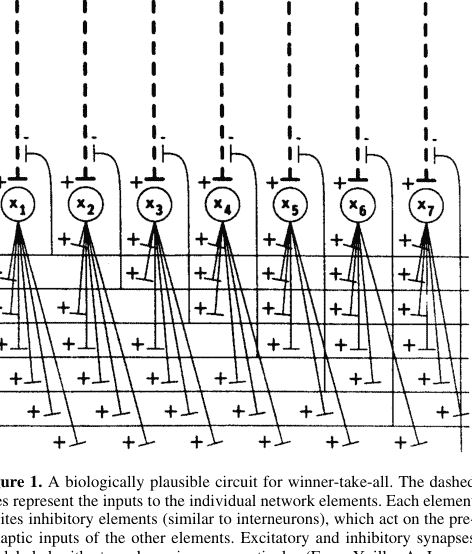 x1 x2 x3 x4 x5 x6 x7
ure 1. A biologically plausible circuit for winner-take-all. The dashed
es represent the inputs to the individual network elements. Each elemen
ites inhibitory elements (similar to interneurons), which act on the pre
aptic inputs of the other elements. Excitatory and inhibitory synapses